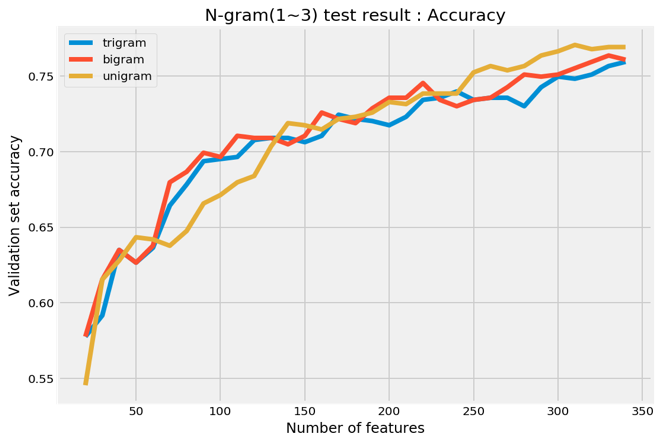 N-gram(1~3) test result : Accuracy
trigram
bigram
unigram
Validation set accuracy
0.75
0.70
0.65
0.60
0.55
50 100 150 200 250 300 350
Number of features